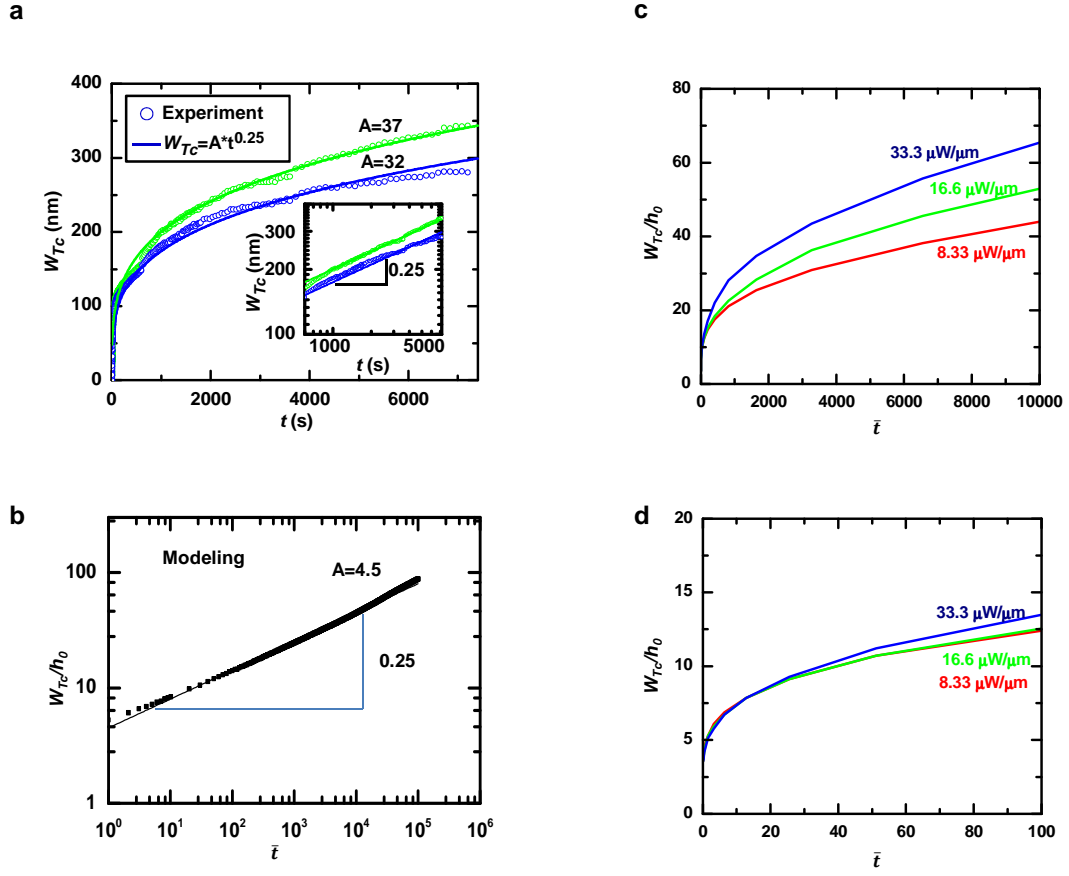 a
400
300
200
100
0
W_Tc (nm)
Experiment
W_Tc=A*t^0.25
A=37
A=32
300
200
100
W_Tc (nm)
0.25
1000
5000
t (s)
0
2000
4000
6000
t (s)
b
100
10
1
W_Tc/h_0
Modeling
A=4.5
0.25
10^0
10^1
10^2
10^3
10^4
10^5
10^6
t̄
c
80
60
40
20
0
W_Tc/h_0
33.3 µW/µm
16.6 µW/µm
8.33 µW/µm
0
2000
4000
6000
8000
10000
t̄
d
20
15
10
5
0
W_Tc/h_0
33.3 µW/µm
16.6 µW/µm
8.33 µW/µm
0
20
40
60
80
100
t̄